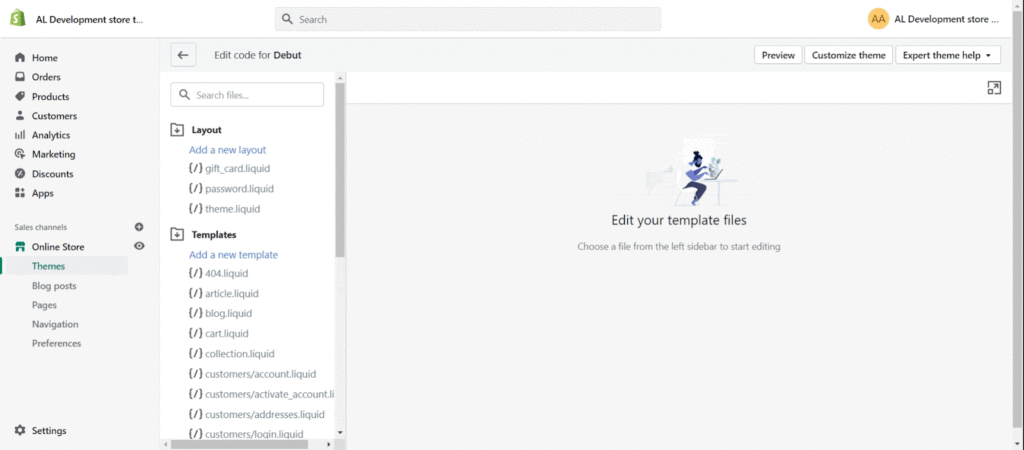 AL Development store t...
Search
AA
AL Development store ...
Home
Orders
Products
Customers
Analytics
Marketing
Discounts
Apps
Sales channels
Online Store
Themes
Blog posts
Pages
Navigation
Preferences
Settings
Edit code for Debut
Preview
Customize theme
Expert theme help
Search files...
Layout
Add a new layout
{/} gift_card.liquid
{/} password.liquid
{/} theme.liquid
Templates
Add a new template
{/} 404.liquid
{/} article.liquid
{/} blog.liquid
{/} cart.liquid
{/} collection.liquid
{/} customers/account.liquid
{/} customers/activate_account.li
{/} customers/addresses.liquid
{/} customers/login.liquid
Edit your template files
Choose a file from the left sidebar to start editing